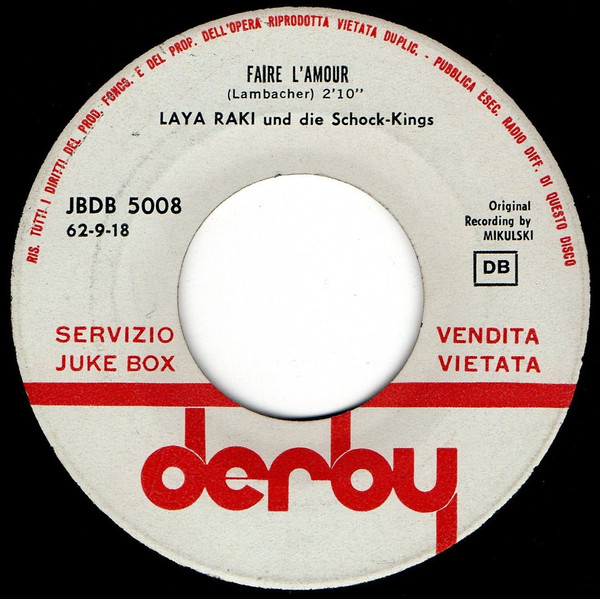 RIS. TUTTI I DIRITTI DEL PROD. FONOG. E DEL PROP. DELL'OPERA RIPRODOTTA VIETATA DUPLIC. - PUBBLICA ESEC. RADIO DIFF. DI QUESTO DISCO
FAIRE L'AMOUR
(Lambacher) 2'10"
LAYA RAKI und die Schock-Kings
JBDB 5008
62-9-18
Original
Recording by
MIKULSKI
DB
SERVIZIO
JUKE BOX
VENDITA
VIETATA
derby